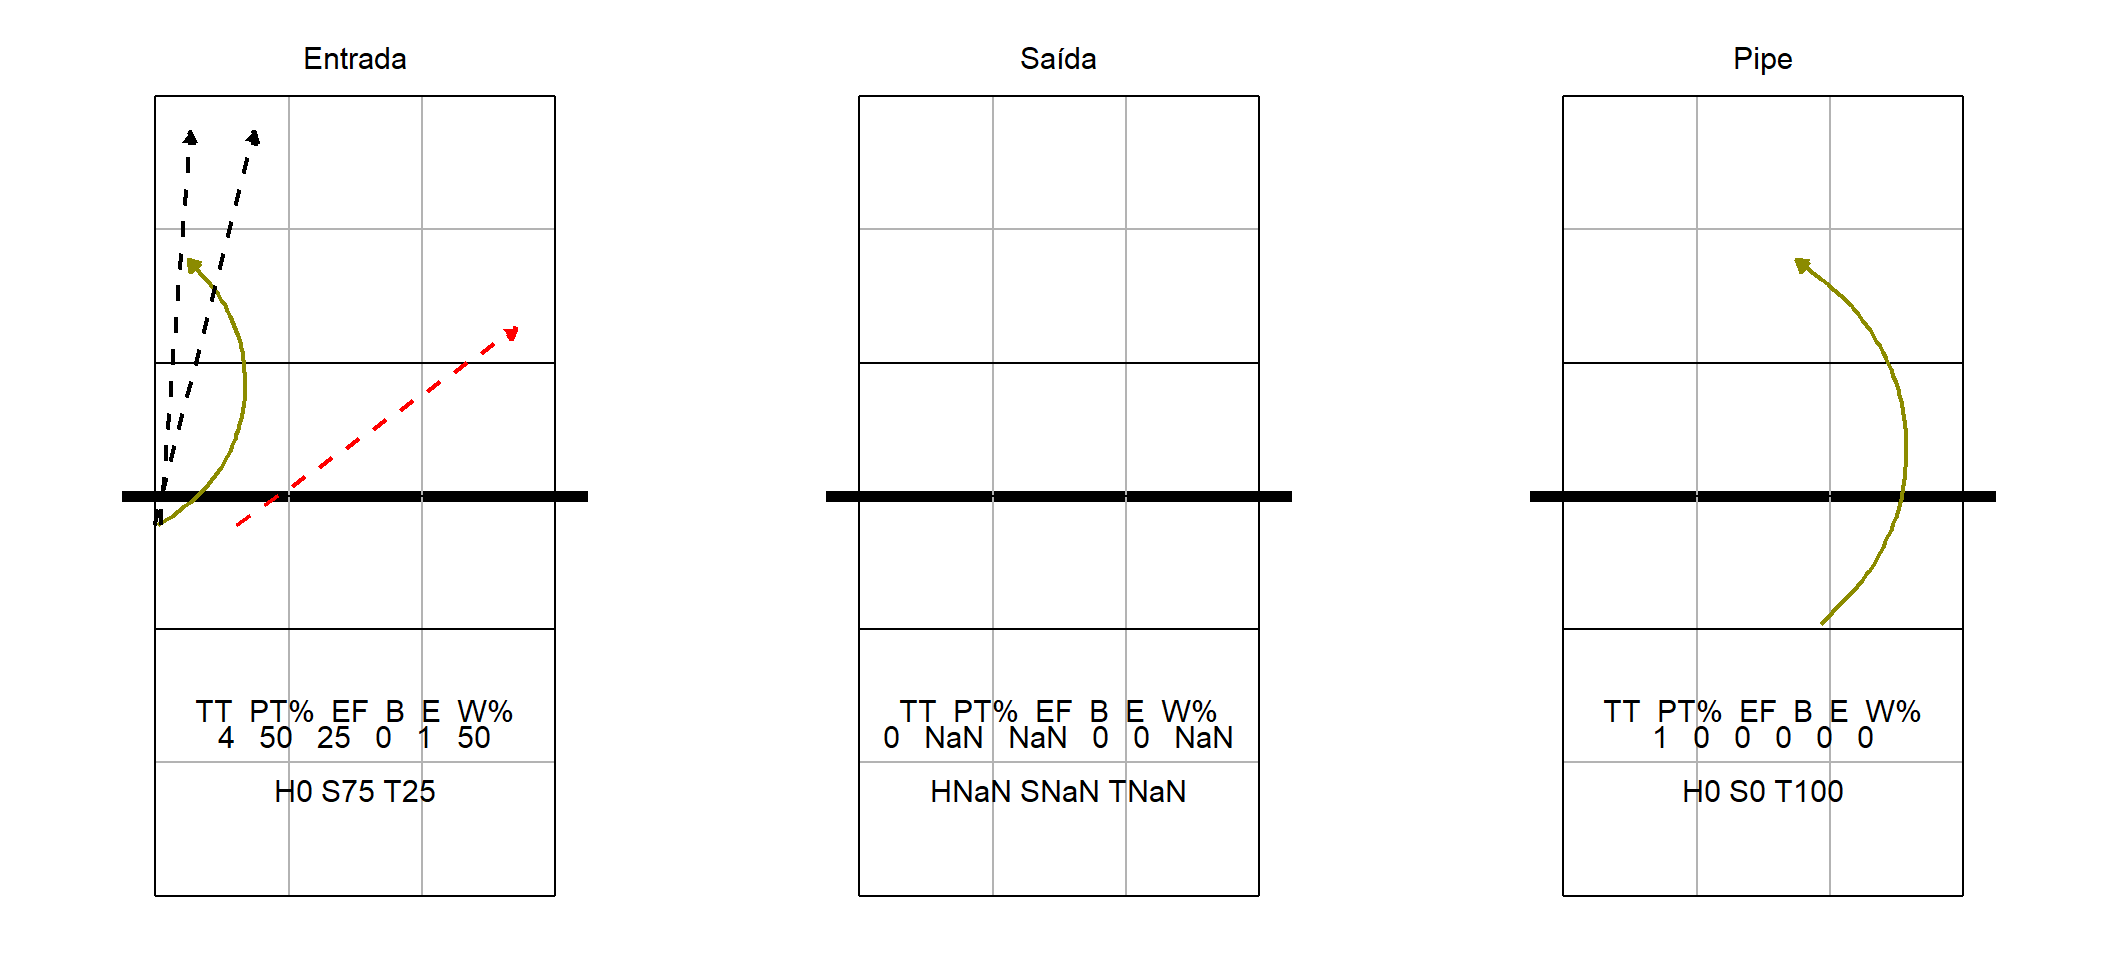 Entrada
TT PT% EF B E W%
4 50 25 0 1 50
H0 S75 T25
Saída
TT PT% EF B E W%
0 NaN NaN 0 0 NaN
HNaN SNaN TNaN
Pipe
TT PT% EF B E W%
1 0 0 0 0 0
H0 S0 T100